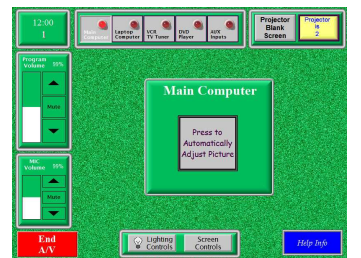 12:00
1
Main
Computer
Laptop
Computer
VCR
TV Tuner
DVD
Player
AUX
Inputs
Projector
Blank
Screen
Projector
is
2
Program
Volume 99%
Mute
Main Computer
Press to
Automatically
Adjust Picture
MIC
Volume 99%
Mute
End
A/V
Lighting
Controls
Screen
Controls
Help Info